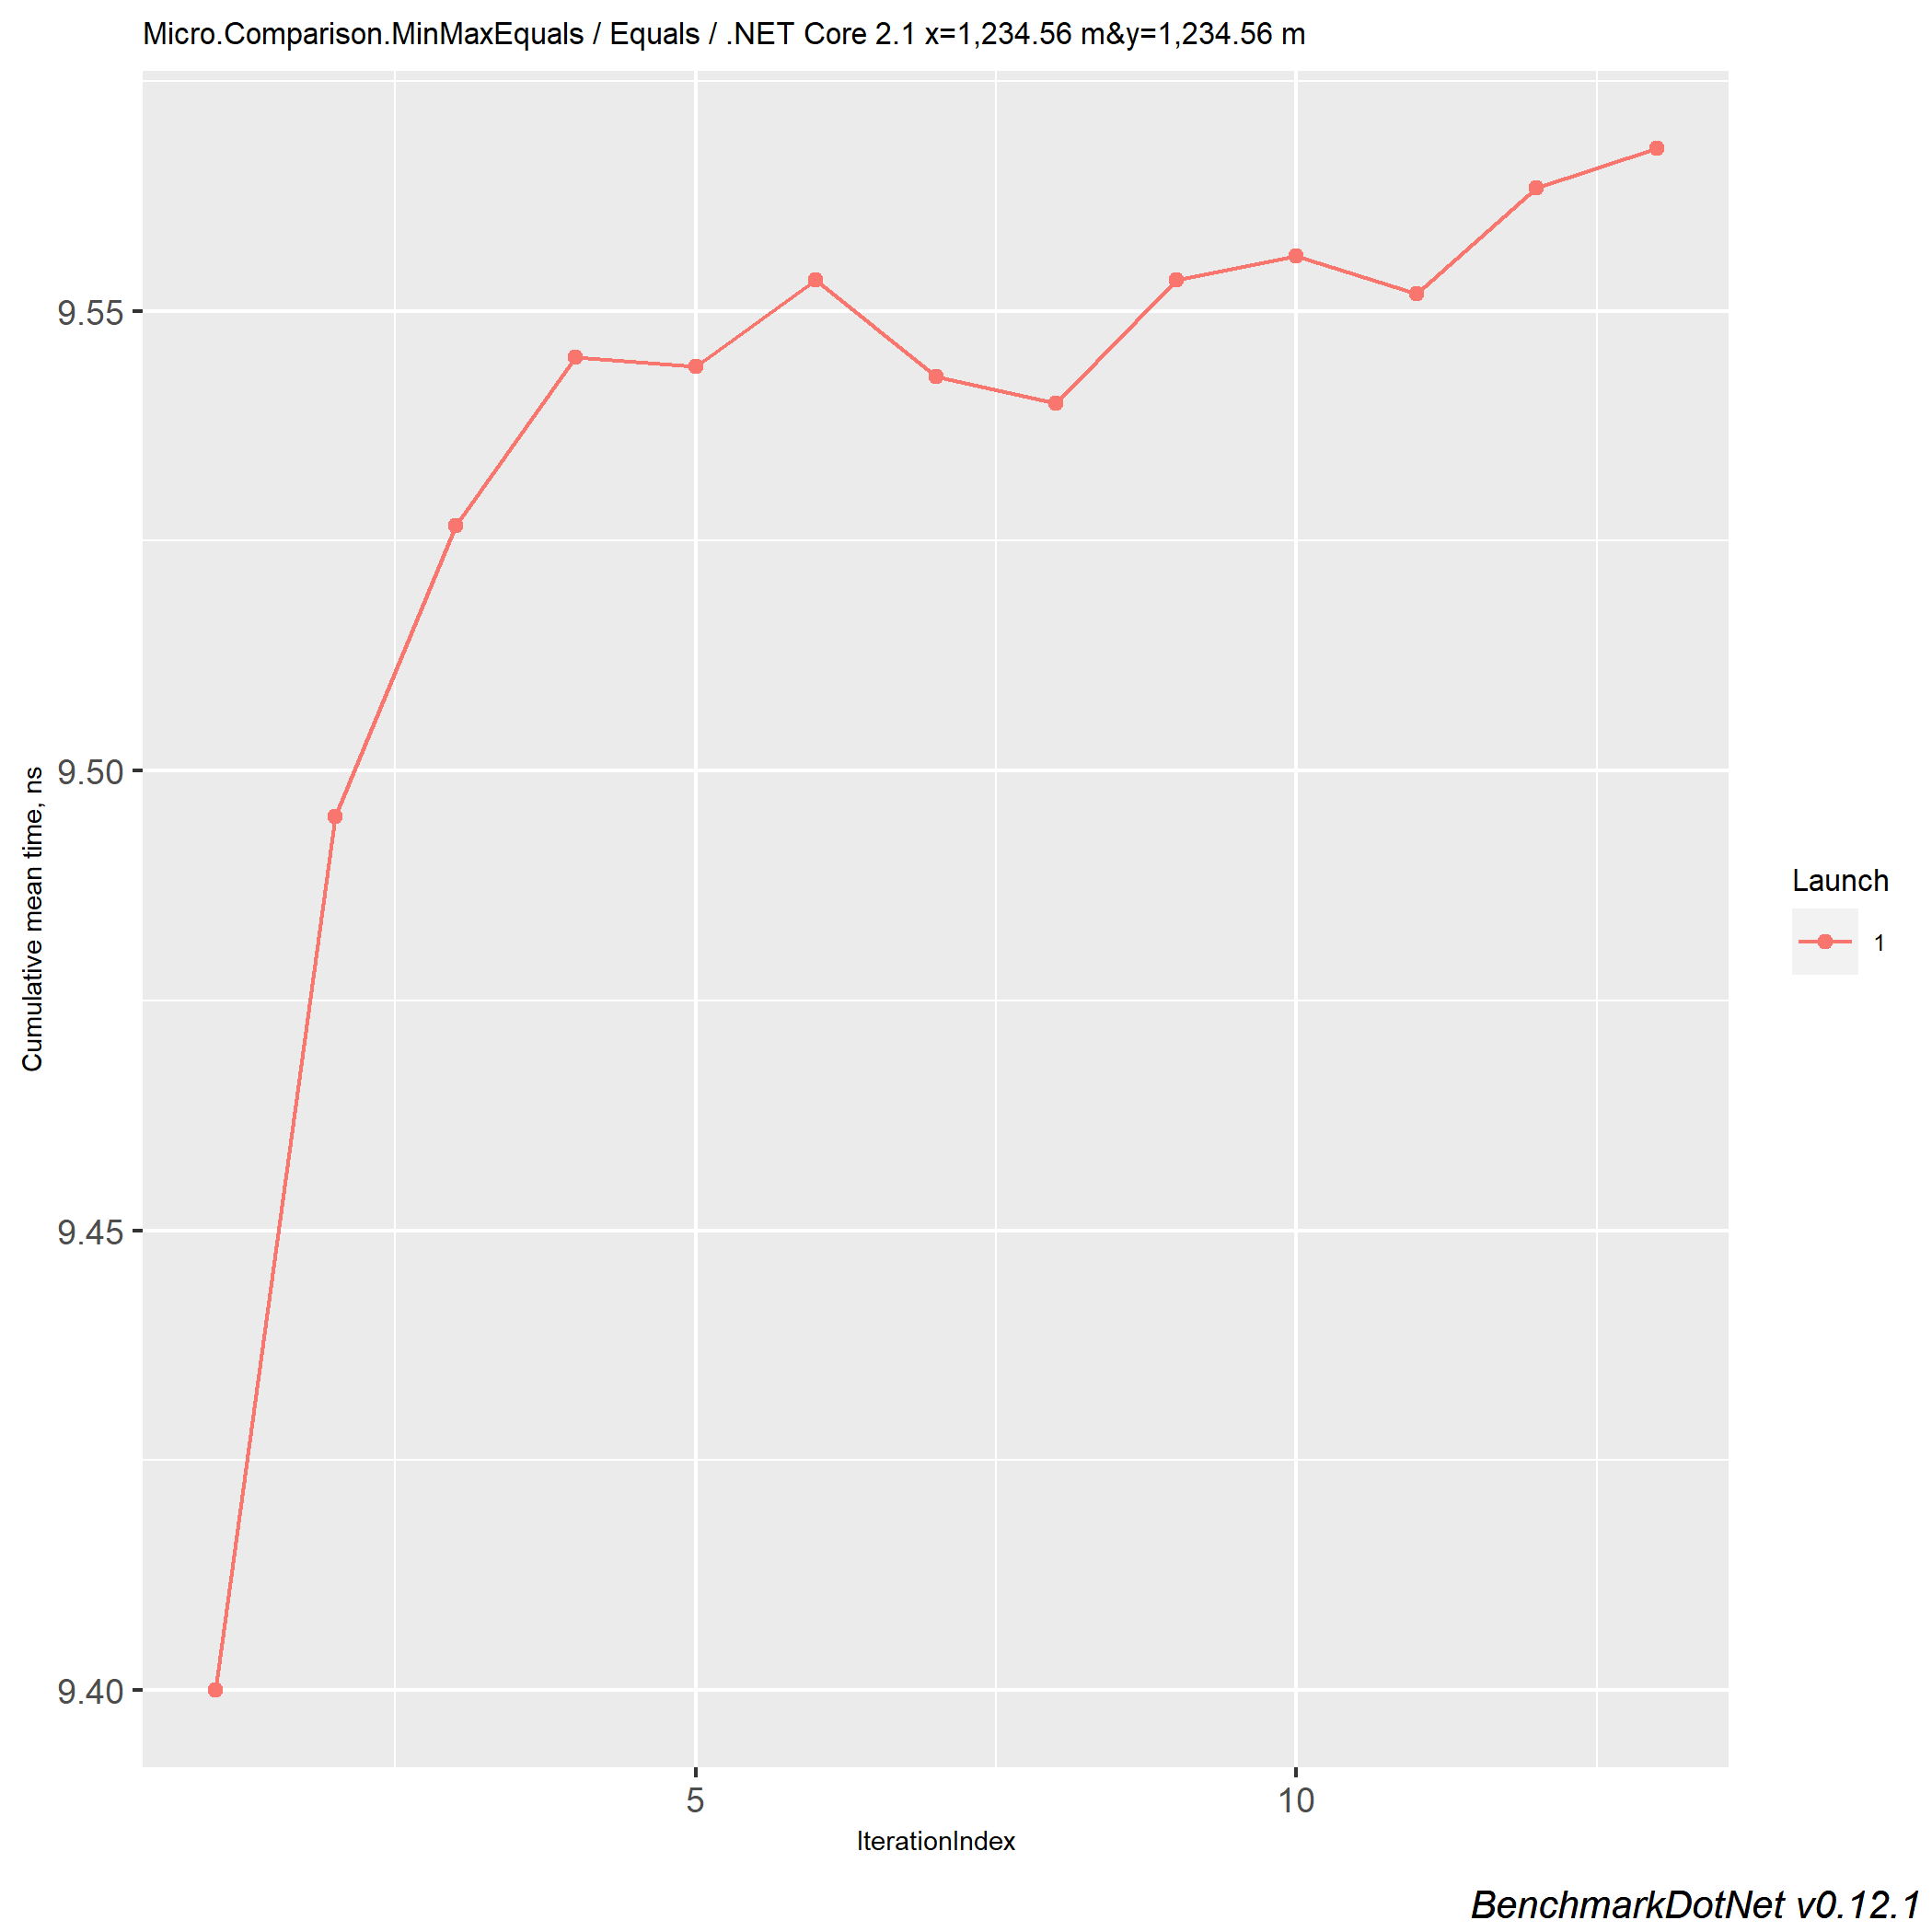 Micro.Comparison.MinMaxEquals / Equals / .NET Core 2.1 x=1,234.56 m&y=1,234.56 m
9.55
9.50
9.45
9.40
Cumulative mean time, ns
5
10
IterationIndex
Launch
1
BenchmarkDotNet v0.12.1